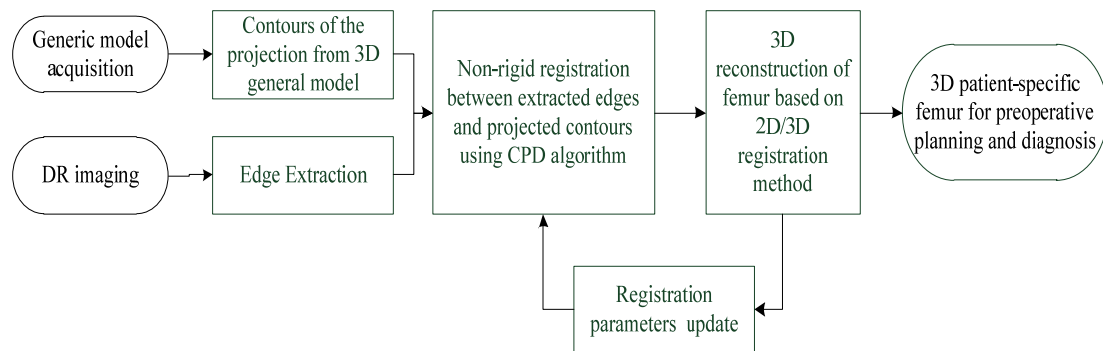 Generic model
acquisition
Contours of the
projection from 3D
general model
DR imaging
Edge Extraction
Non-rigid registration
between extracted edges
and projected contours
using CPD algorithm
3D
reconstruction of
femur based on
2D/3D
registration
method
3D patient-specific
femur for preoperative
planning and diagnosis
Registration
parameters update